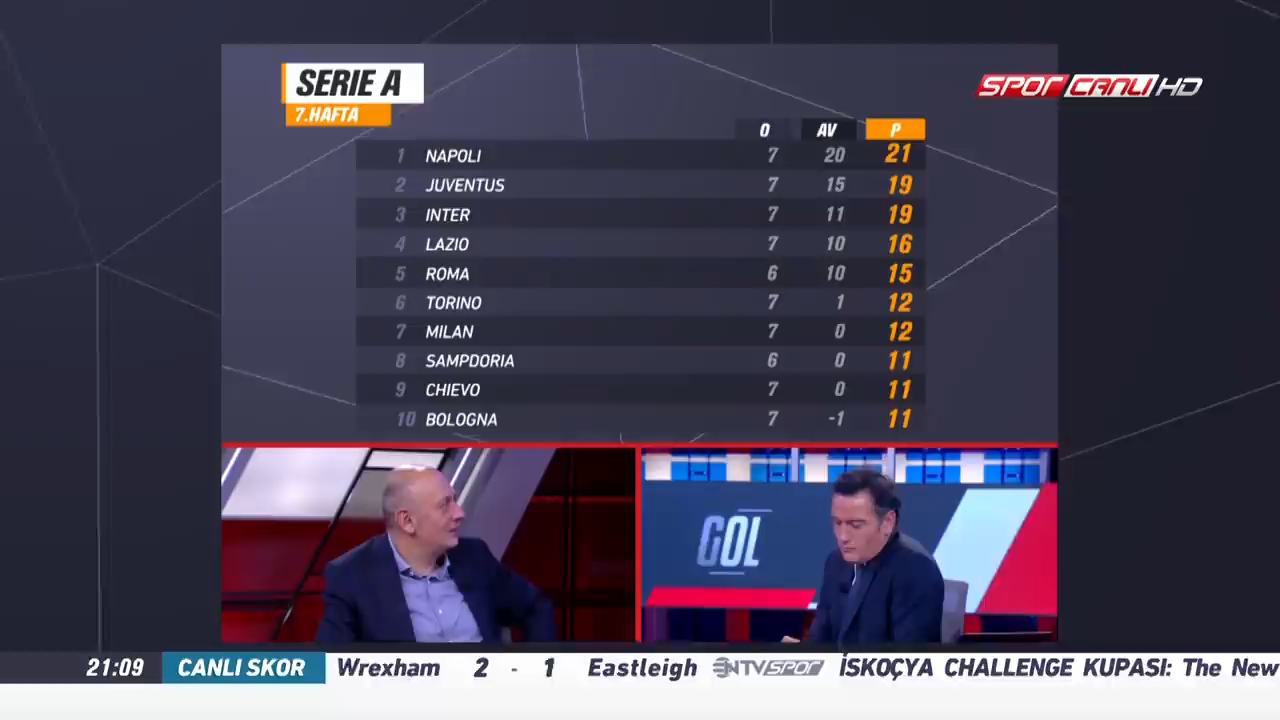 SERIE A
7.HAFTA
SPOR CANLI HD
O AV P
1 NAPOLI 7 20 21
2 JUVENTUS 7 15 19
3 INTER 7 11 19
4 LAZIO 7 10 16
5 ROMA 6 10 15
6 TORINO 7 1 12
7 MILAN 7 0 12
8 SAMPDORIA 6 0 11
9 CHIEVO 7 0 11
10 BOLOGNA 7 -1 11
GOL
21:09 CANLI SKOR Wrexham 2 - 1 Eastleigh NTVSPOR İSKOÇYA CHALLENGE KUPASI: The New